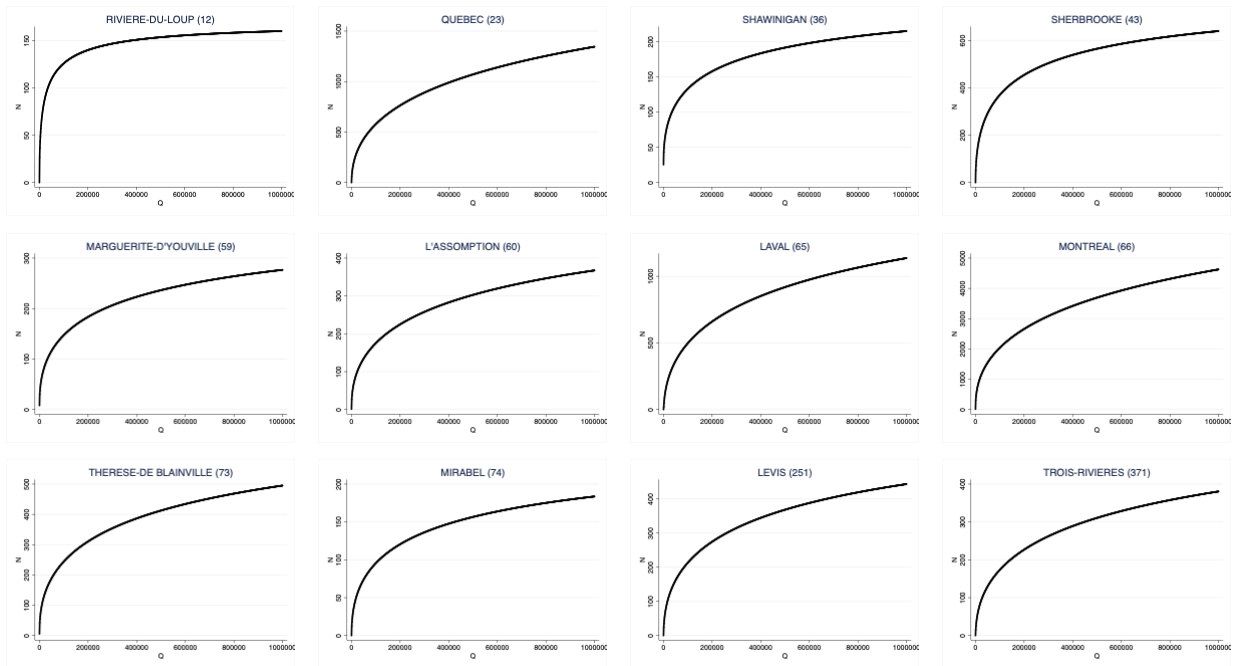 RIVIERE-DU-LOUP (12)
N
0 50 100 150
0 200000 400000 600000 800000 1000000
Q
QUEBEC (23)
N
0 500 1000 1500
0 200000 400000 600000 800000 1000000
Q
SHAWINIGAN (36)
N
0 50 100 150 200
0 200000 400000 600000 800000 1000000
Q
SHERBROOKE (43)
N
0 200 400 600
0 200000 400000 600000 800000 1000000
Q
MARGUERITE-D'YOUVILLE (59)
N
0 100 200 300
0 200000 400000 600000 800000 1000000
Q
L'ASSOMPTION (60)
N
0 100 200 300 400
0 200000 400000 600000 800000 1000000
Q
LAVAL (65)
N
0 500 1000
0 200000 400000 600000 800000 1000000
Q
MONTREAL (66)
N
0 1000 2000 3000 4000 5000
0 200000 400000 600000 800000 1000000
Q
THERESE-DE BLAINVILLE (73)
N
0 100 200 300 400 500
0 200000 400000 600000 800000 1000000
Q
MIRABEL (74)
N
0 50 100 150 200
0 200000 400000 600000 800000 1000000
Q
LEVIS (251)
N
0 100 200 300 400
0 200000 400000 600000 800000 1000000
Q
TROIS-RIVIERES (371)
N
0 100 200 300 400
0 200000 400000 600000 800000 1000000
Q